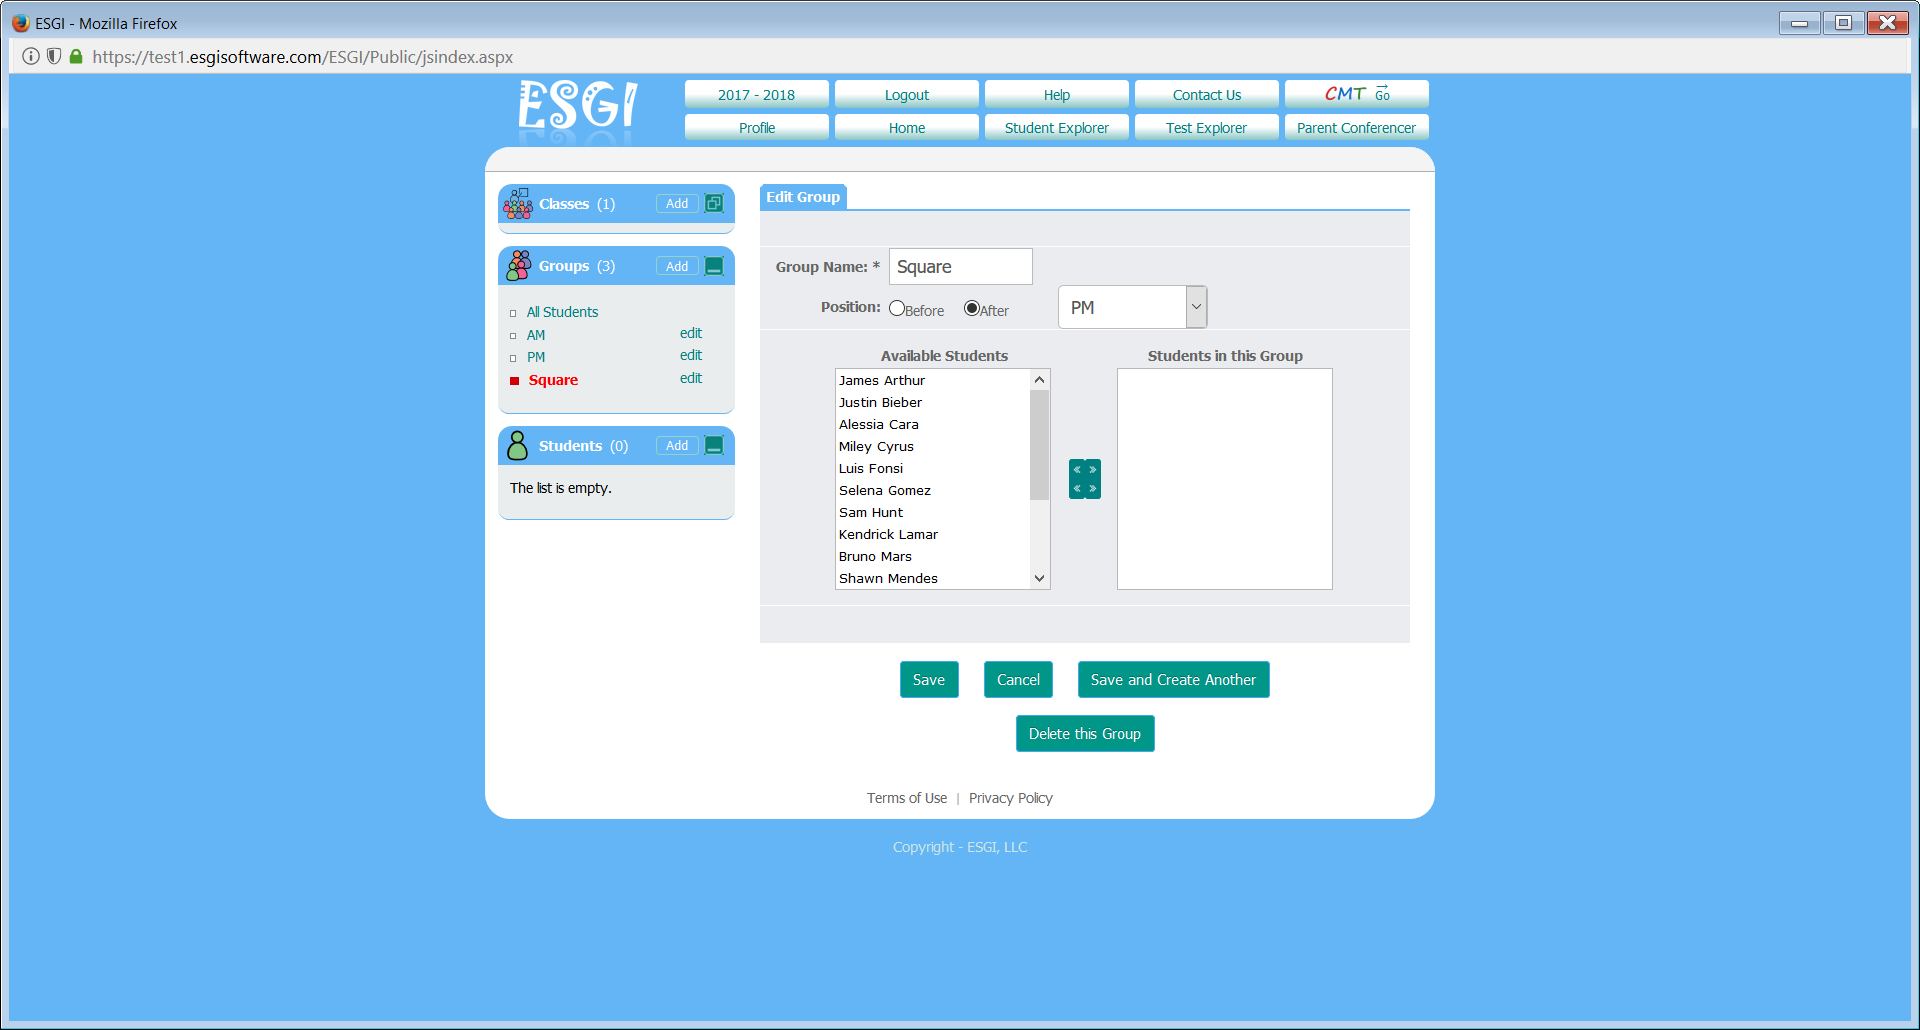 ESGI - Mozilla Firefox
https://test1.esgisoftware.com/ESGI/Public/jsindex.aspx
ESGI
2017 - 2018 Logout Help Contact Us CMT Go
Profile Home Student Explorer Test Explorer Parent Conferencer
Classes (1) Add
Groups (3) Add
All Students
AM edit
PM edit
Square edit
Students (0) Add
The list is empty.
Edit Group
Group Name: * Square
Position: Before After PM
Available Students Students in this Group
James Arthur
Justin Bieber
Alessia Cara
Miley Cyrus
Luis Fonsi
Selena Gomez
Sam Hunt
Kendrick Lamar
Bruno Mars
Shawn Mendes
Save Cancel Save and Create Another
Delete this Group
Terms of Use | Privacy Policy
Copyright - ESGI, LLC